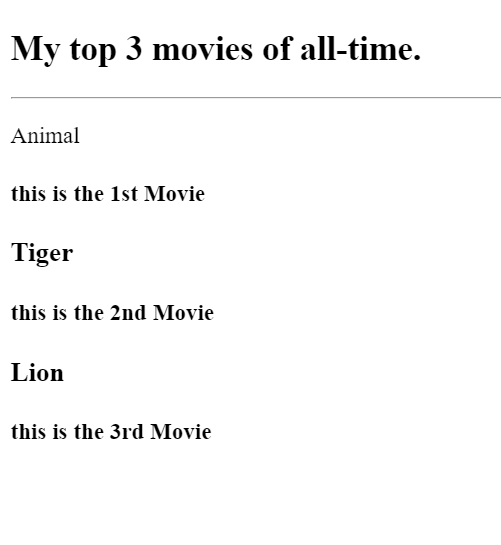 My top 3 movies of all-time.
Animal
this is the 1st Movie
Tiger
this is the 2nd Movie
Lion
this is the 3rd Movie